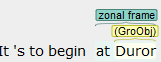 zonal frame
(GroObj)
It 's to begin at Duror